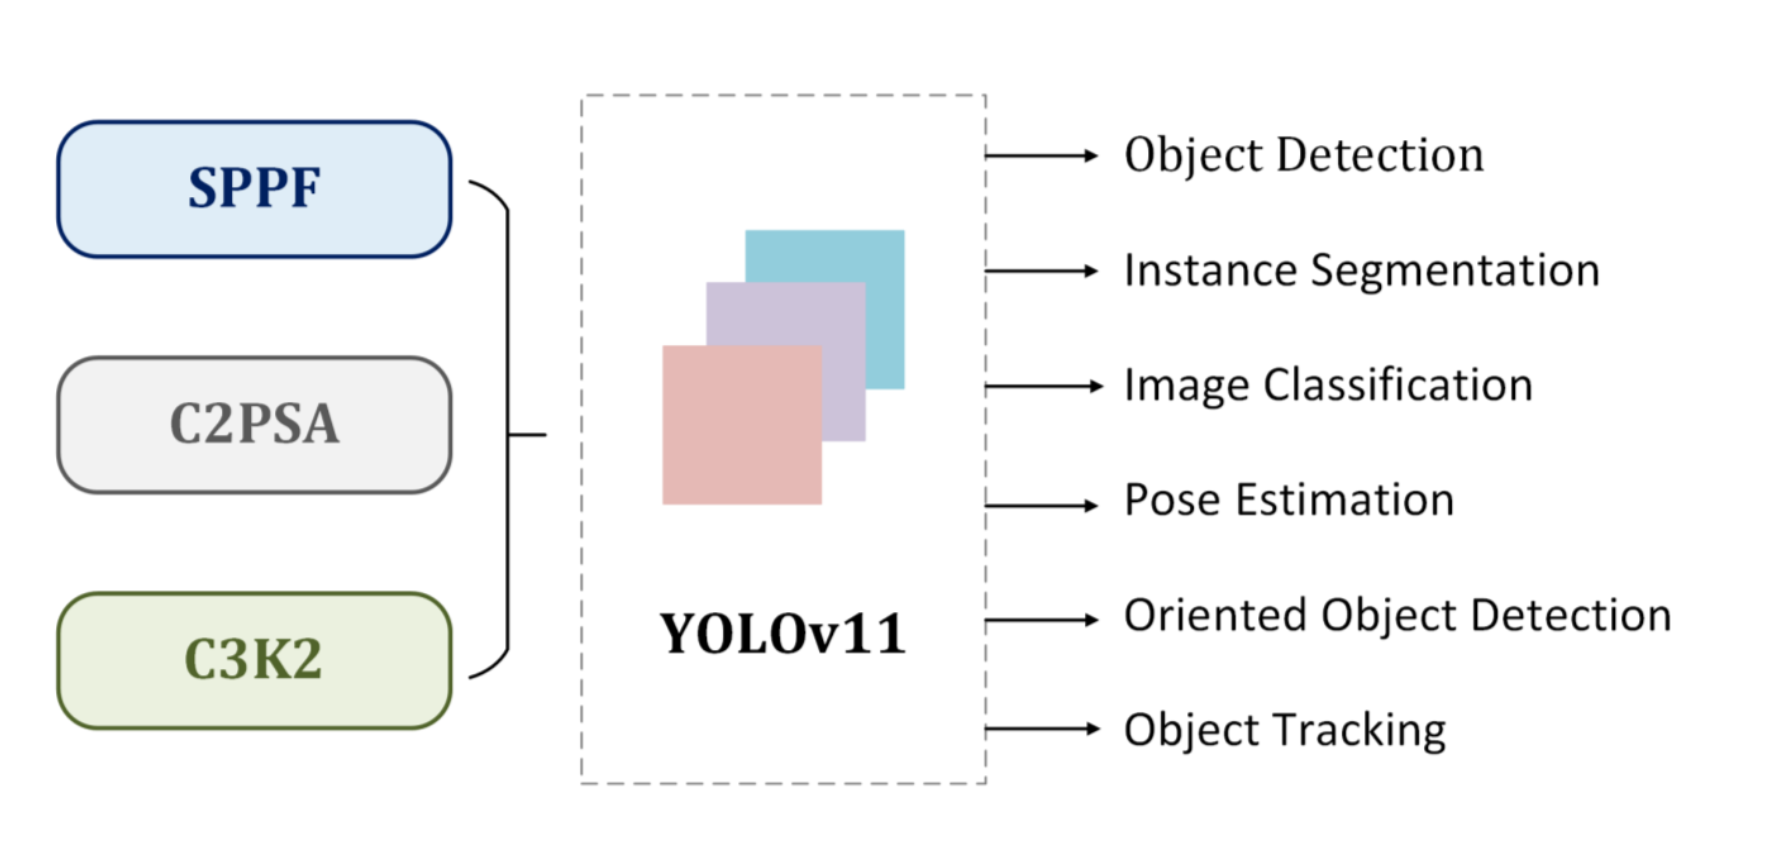 SPPF
C2PSA
C3K2
YOLOv11
Object Detection
Instance Segmentation
Image Classification
Pose Estimation
Oriented Object Detection
Object Tracking